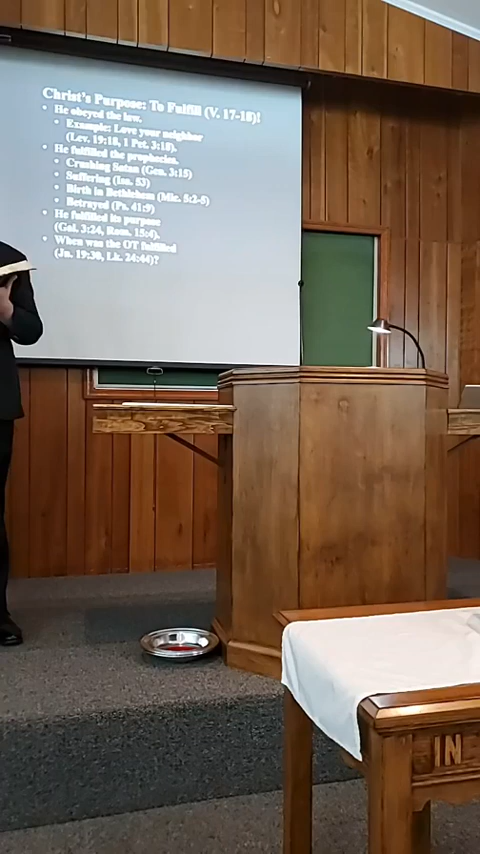 Christ's Purpose: To Fulfill (V. 17-18)!
• He obeyed the law.
• Example: Love your neighbor
(Lev. 19:18, 1 Pet. 3:18).
• He fulfilled the prophecies.
• Crushing Satan (Gen. 3:15)
• Suffering (Isa. 53)
• Birth in Bethlehem (Mic. 5:2-5)
• Betrayed (Ps. 41:9)
• He fulfilled its purpose
(Gal. 3:24, Rom. 15:4).
• When was the OT fulfilled
(Jn. 19:30, Lk. 24:44)?
IN